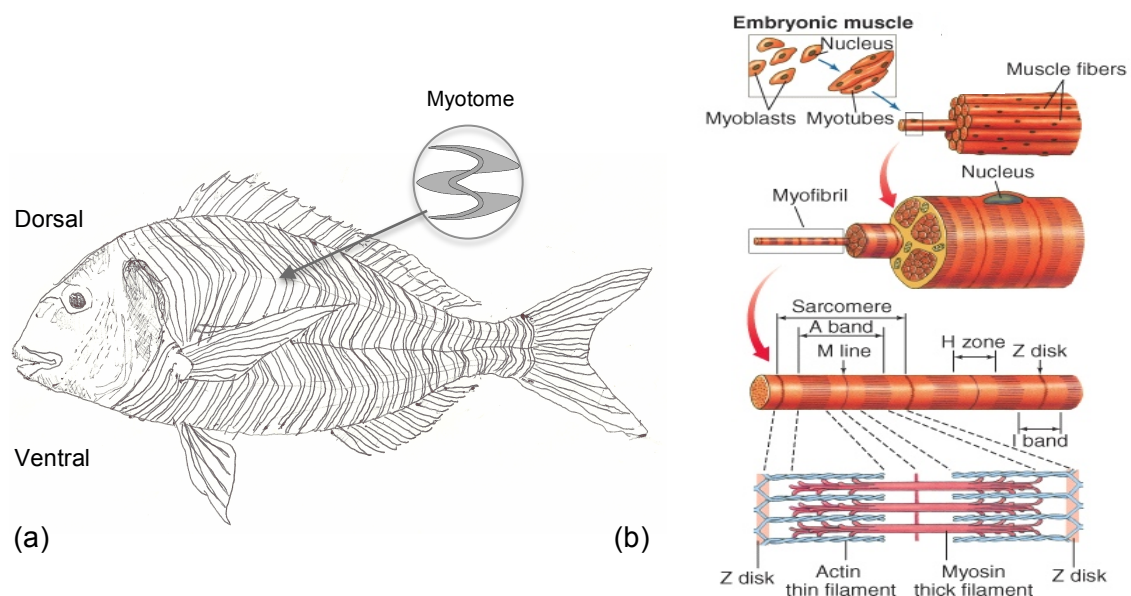 Myotome
Dorsal
Ventral
(a)
Embryonic muscle
Nucleus
Muscle fibers
Myoblasts
Myotubes
Nucleus
Myofibril
Sarcomere
A band
M line
H zone
Z disk
I band
(b)
Z disk
Actin
thin filament
Myosin
thick filament
Z disk